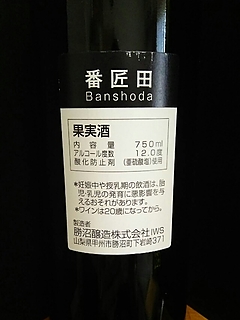 番匠田
Banshoda
果実酒
内容量 750ml
アルコール度数 12.0度
酸化防止剤 (亜硫酸塩)使用
*妊娠中や授乳期の飲酒は、胎
児・乳児の発育に悪影響を与
えるおそれがあります。
*ワインは20歳になってから。
製造者
勝沼醸造株式会社IWS
山梨県甲州市勝沼町下岩崎371